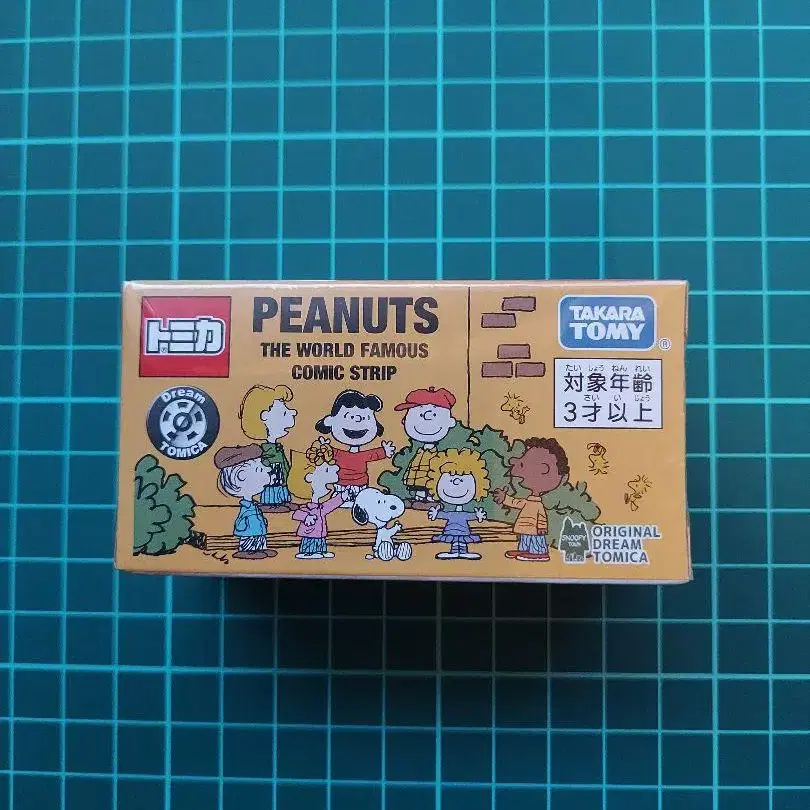 トミカ
®
Dream
TOMICA
PEANUTS
THE WORLD FAMOUS
COMIC STRIP
TAKARA
TOMY
®
たい しょう ねん れい
対象年齢
さい い じょう
3才以上
SNOOPY
TOWN
ORIGINAL
DREAM
TOMICA